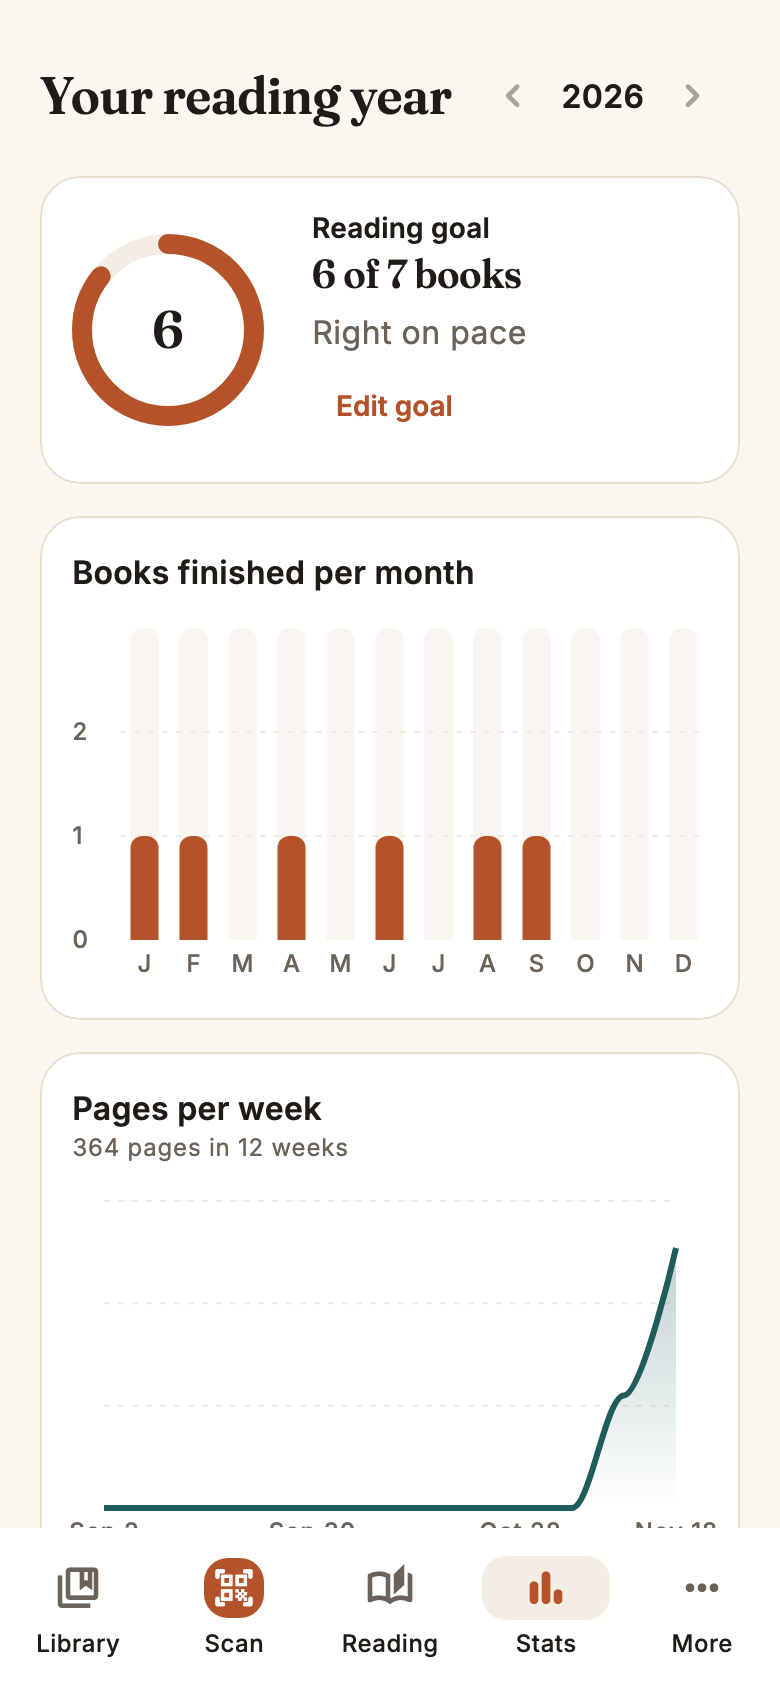 Your reading year
2026
6
Reading goal
6 of 7 books
Right on pace
Edit goal
Books finished per month
2
1
0
J F M A M J J A S O N D
Pages per week
364 pages in 12 weeks
Library Scan Reading Stats More